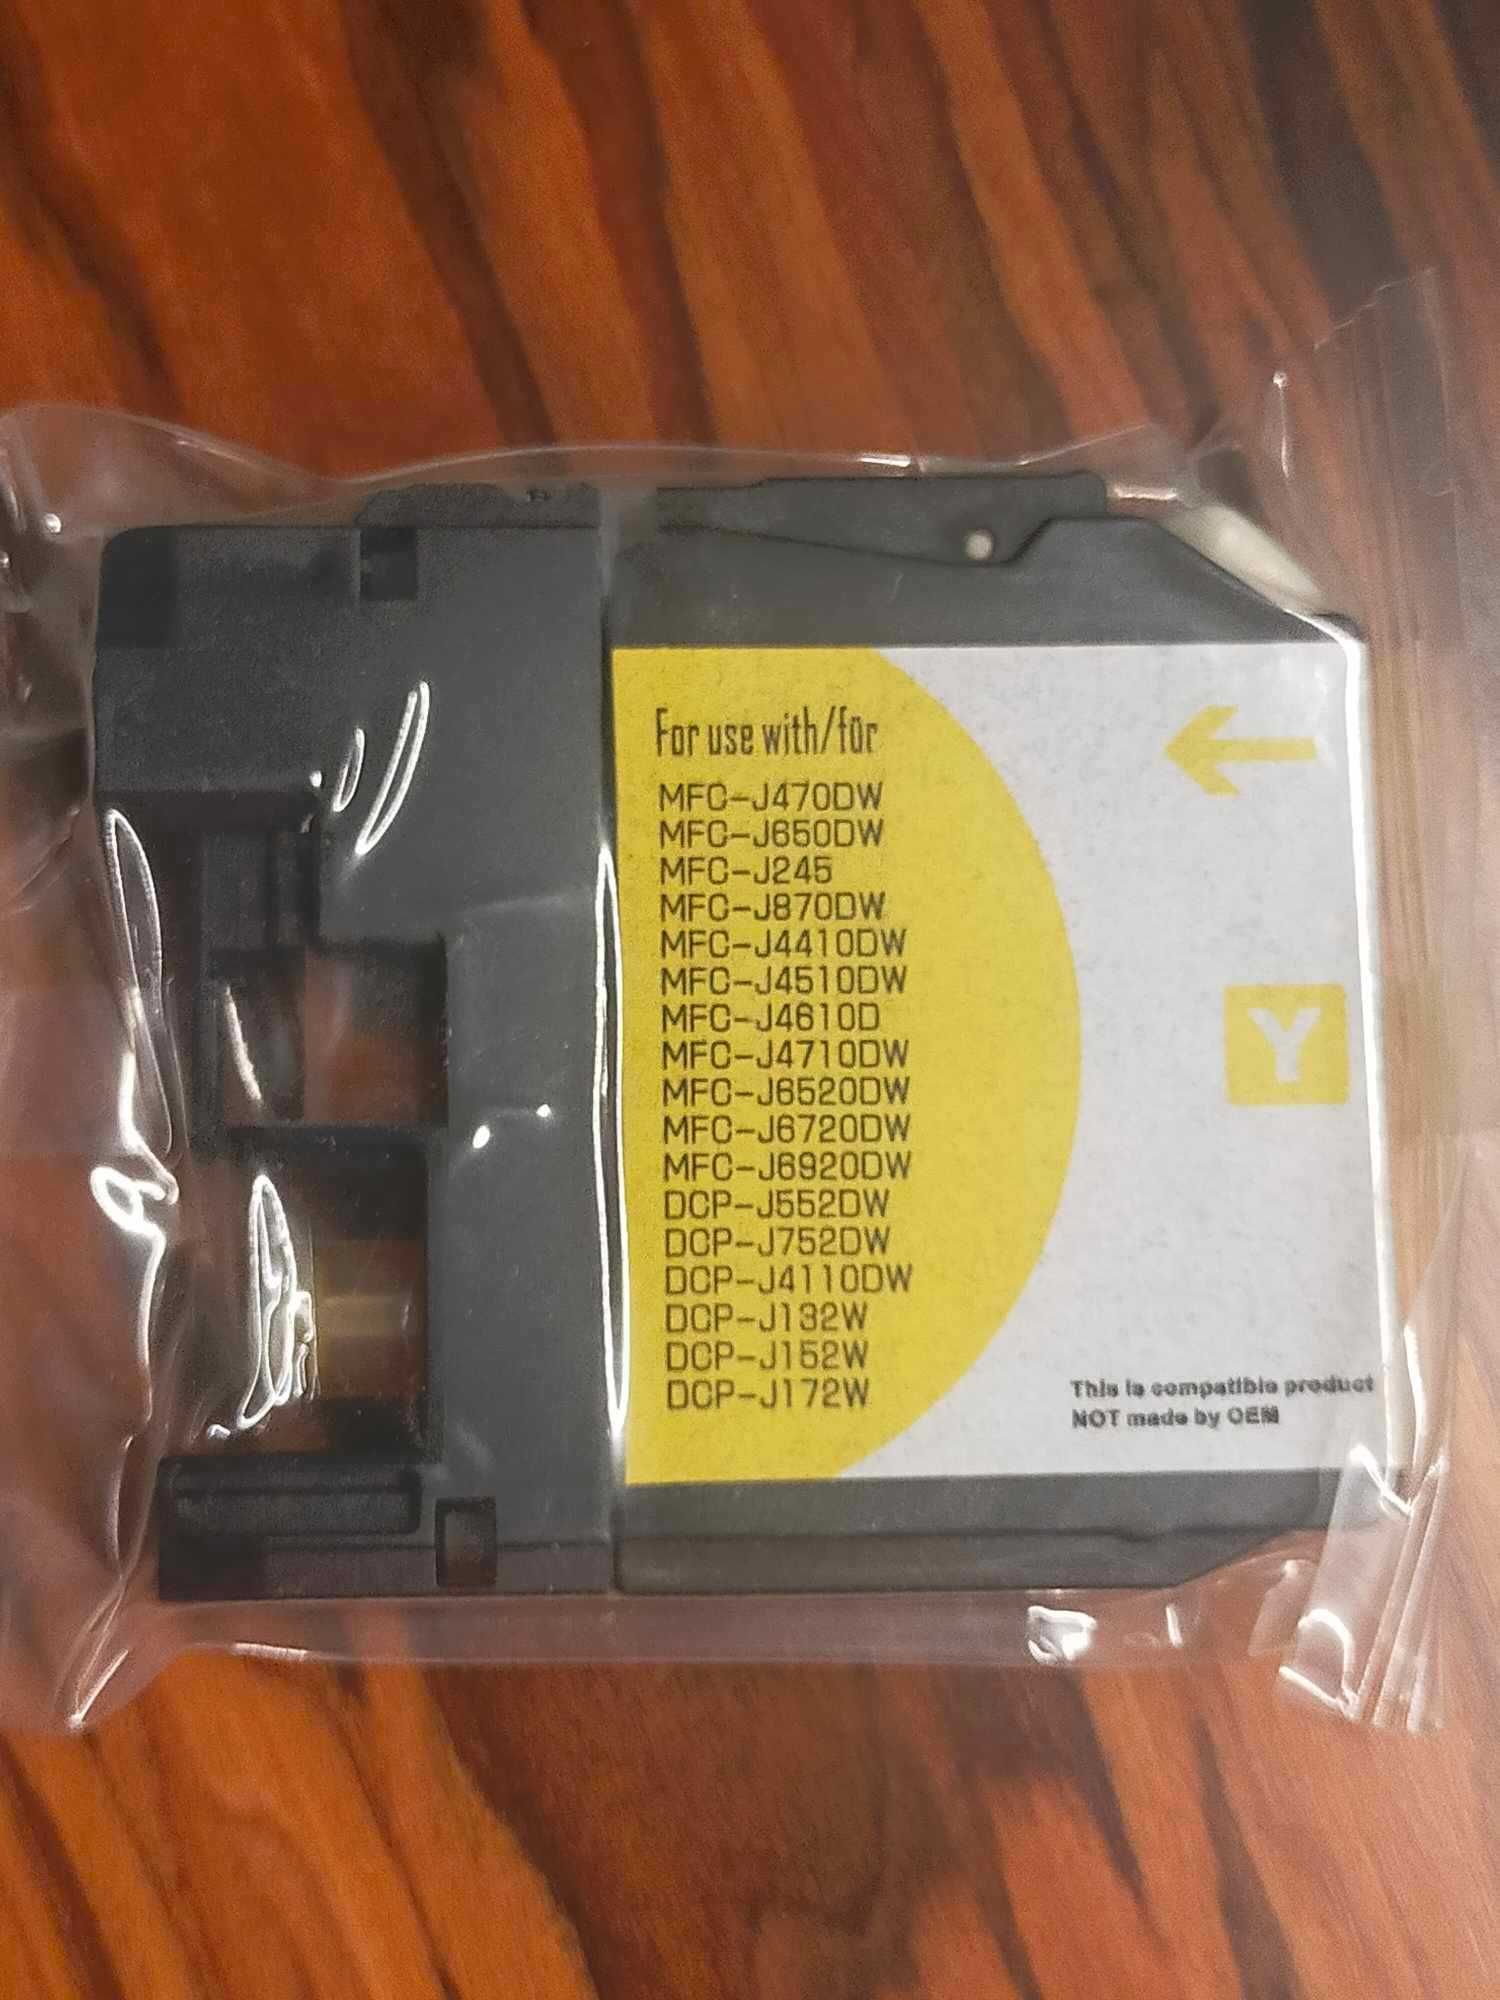 For use with/für
MFC-J470DW
MFC-J650DW
MFC-J245
MFC-J870DW
MFC-J4410DW
MFC-J4510DW
MFC-J4610D
MFC-J4710DW
MFC-J6520DW
MFC-J6720DW
MFC-J6920DW
DCP-J552DW
DCP-J752DW
DCP-J4110DW
DCP-J132W
DCP-J152W
DCP-J172W
Y
This is compatible product
NOT made by OEM